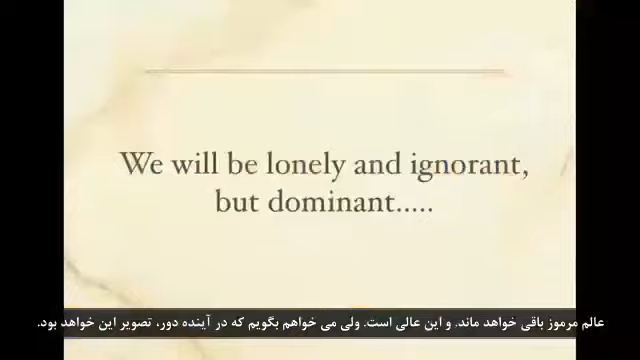 We will be lonely and ignorant,
but dominant.....
عالم مرموز باقی خواهد ماند. و این عالی است. ولی می خواهم بگویم که در آینده دور، تصویر این خواهد بود.